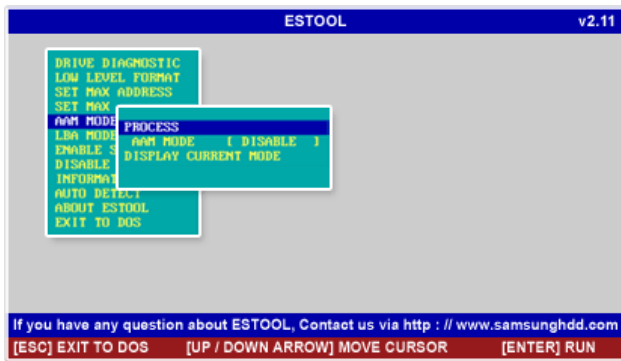 ESTOOL v2.11
DRIVE DIAGNOSTIC
LOW LEVEL FORMAT
SET MAX ADDRESS
SET MAX
AAM MODE
LBA MODE
ENABLE S
DISABLE
INFORMAT
AUTO DETECT
ABOUT ESTOOL
EXIT TO DOS
PROCESS
AAM MODE [ DISABLE ]
DISPLAY CURRENT MODE
If you have any question about ESTOOL, Contact us via http : // www.samsunghdd.com
[ESC] EXIT TO DOS [UP / DOWN ARROW] MOVE CURSOR [ENTER] RUN